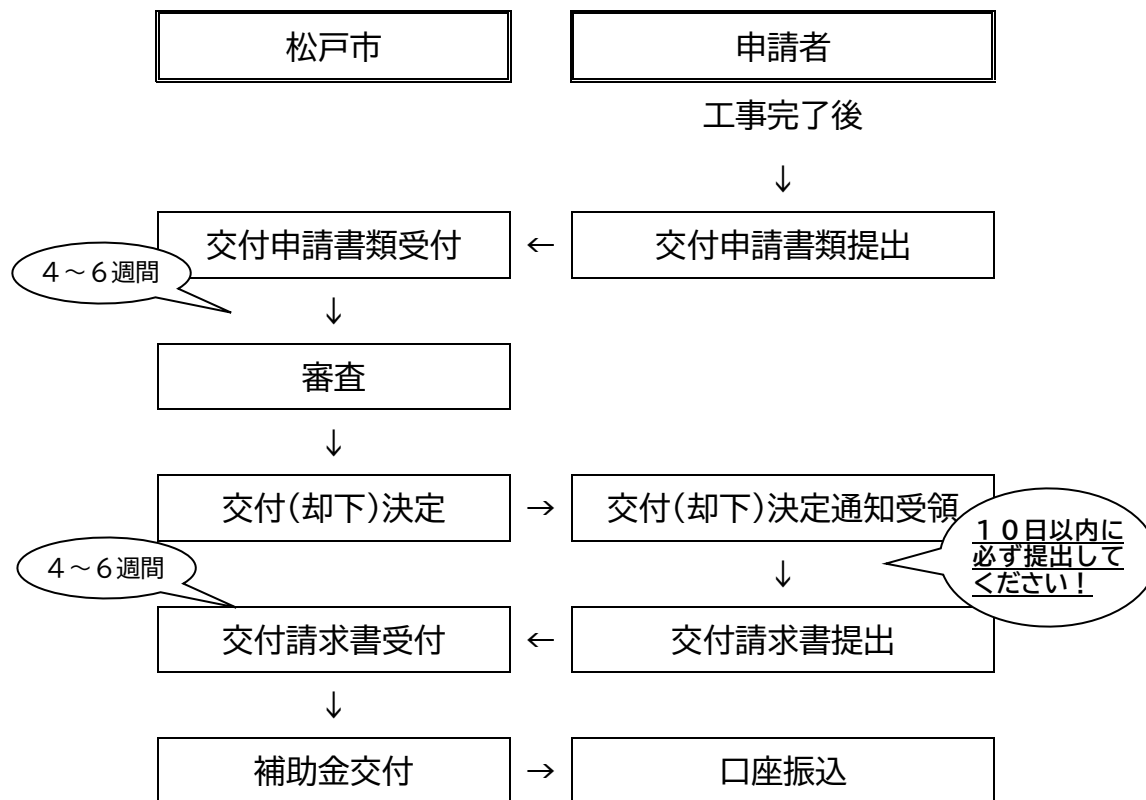 松戸市
申請者
工事完了後
↓
交付申請書類受付
←
交付申請書類提出
４～６週間
↓
審査
↓
交付(却下)決定
→
交付(却下)決定通知受領
１０日以内に
必ず提出して
ください！
４～６週間
↓
交付請求書受付
←
交付請求書提出
↓
補助金交付
→
口座振込